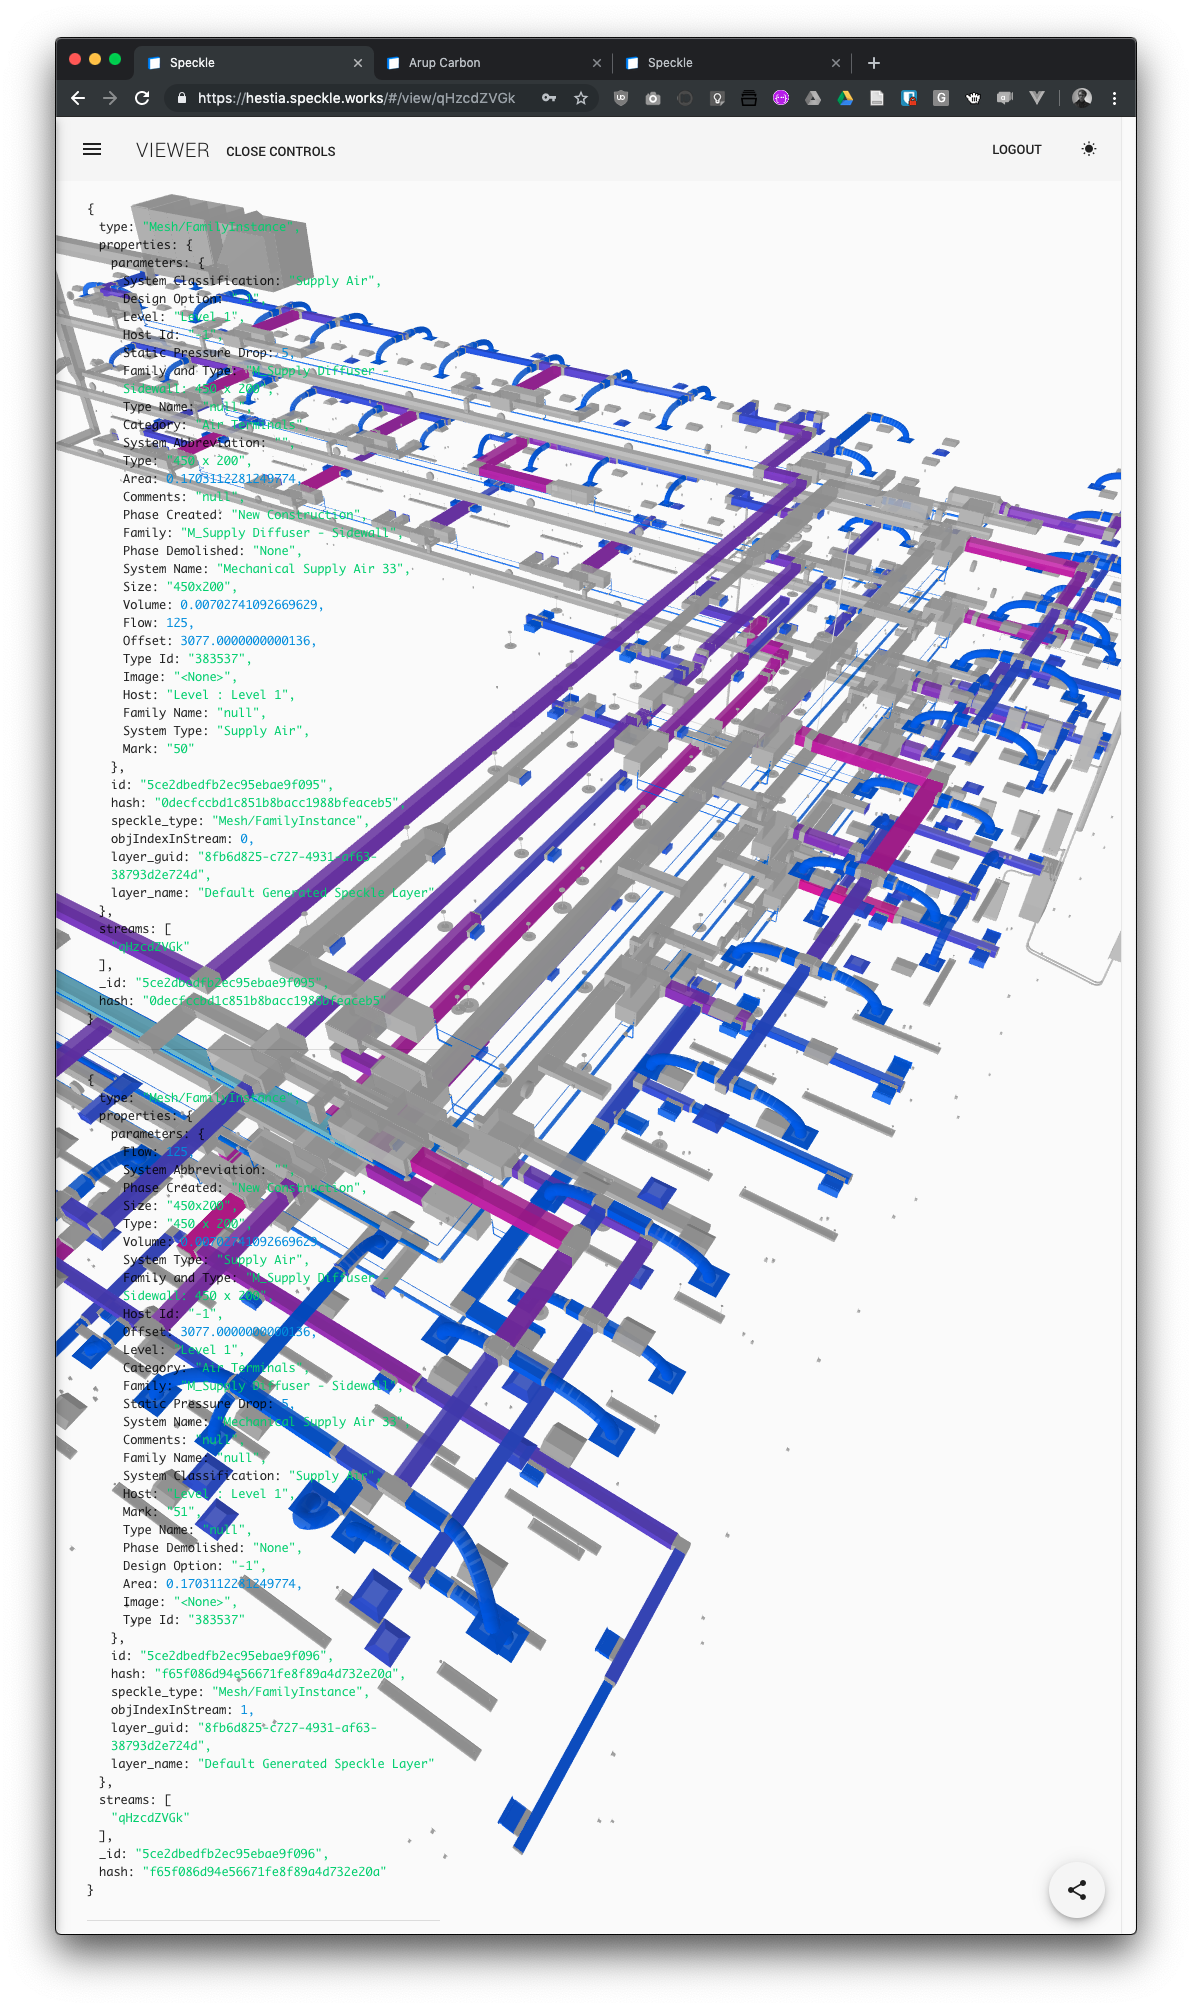 Speckle
Arup Carbon
Speckle
https://hestia.speckle.works/#/view/qHzcdZVGk
VIEWER CLOSE CONTROLS
LOGOUT
{
type: "Mesh/FamilyInstance",
properties: {
parameters: {
System Classification: "Supply Air",
Design Option: "-1",
Level: "Level 1",
Host Id: "-1",
Static Pressure Drop: 5,
Family and Type: "M_Supply Diffuser -
Sidewall: 450 x 200",
Type Name: "null",
Category: "Air Terminals",
System Abbreviation: "",
Type: "450 x 200",
Area: 0.1703112281249774,
Comments: "null",
Phase Created: "New Construction",
Family: "M_Supply Diffuser - Sidewall",
Phase Demolished: "None",
System Name: "Mechanical Supply Air 33",
Size: "450x200",
Volume: 0.00702741092669629,
Flow: 125,
Offset: 3077.0000000000136,
Type Id: "383537",
Image: "<None>",
Host: "Level : Level 1",
Family Name: "null",
System Type: "Supply Air",
Mark: "50"
},
id: "5ce2dbedfb2ec95ebae9f095",
hash: "0decfccbd1c851b8bacc1988bfeaceb5",
speckle_type: "Mesh/FamilyInstance",
objIndexInStream: 0,
layer_guid: "8fb6d825-c727-4931-af63-
38793d2e724d",
layer_name: "Default Generated Speckle Layer"
},
streams: [
"qHzcdZVGk"
],
_id: "5ce2dbedfb2ec95ebae9f095",
hash: "0decfccbd1c851b8bacc1988bfeaceb5"
}
{
type: "Mesh/FamilyInstance",
properties: {
parameters: {
Flow: 125,
System Abbreviation: "",
Phase Created: "New Construction",
Size: "450x200",
Type: "450 x 200",
Volume: 0.00702741092669629,
System Type: "Supply Air",
Family and Type: "M_Supply Diffuser -
Sidewall: 450 x 200",
Host Id: "-1",
Offset: 3077.0000000000136,
Level: "Level 1",
Category: "Air Terminals",
Family: "M_Supply Diffuser - Sidewall",
Static Pressure Drop: 5,
System Name: "Mechanical Supply Air 33",
Comments: "null",
Family Name: "null",
System Classification: "Supply Air",
Host: "Level : Level 1",
Mark: "51",
Type Name: "null",
Phase Demolished: "None",
Design Option: "-1",
Area: 0.1703112281249774,
Image: "<None>",
Type Id: "383537"
},
id: "5ce2dbedfb2ec95ebae9f096",
hash: "f65f086d94e56671fe8f89a4d732e20a",
speckle_type: "Mesh/FamilyInstance",
objIndexInStream: 1,
layer_guid: "8fb6d825-c727-4931-af63-
38793d2e724d",
layer_name: "Default Generated Speckle Layer"
},
streams: [
"qHzcdZVGk"
],
_id: "5ce2dbedfb2ec95ebae9f096",
hash: "f65f086d94e56671fe8f89a4d732e20a"
}